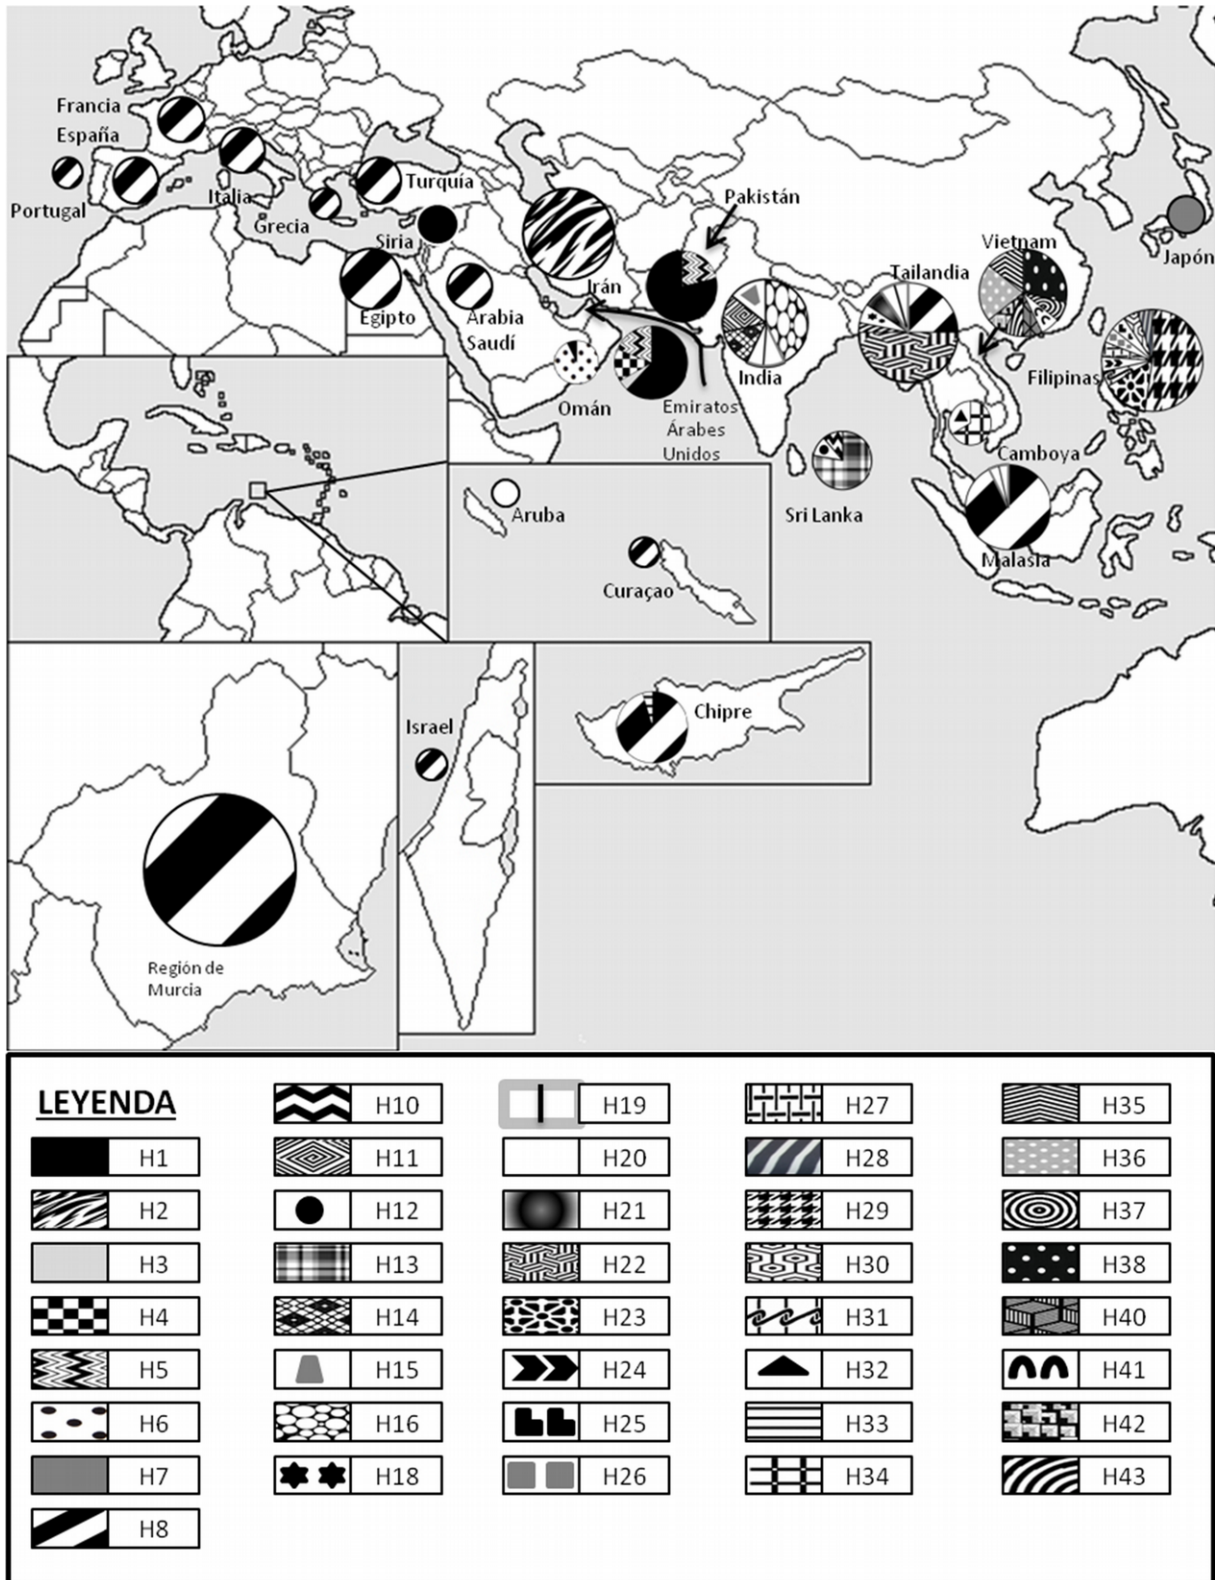 Francia
España
Portugal
Italia
Grecia
Turquía
Siria
Egipto
Arabia
Saudí
Irán
Pakistán
Omán
Emiratos
Árabes
Unidos
India
Sri Lanka
Tailandia
Vietnam
Japón
Filipinas
Camboya
Malasia
Aruba
Curaçao
Región de
Murcia
Israel
Chipre
LEYENDA
H1
H2
H3
H4
H5
H6
H7
H8
H10
H11
H12
H13
H14
H15
H16
H18
H19
H20
H21
H22
H23
H24
H25
H26
H27
H28
H29
H30
H31
H32
H33
H34
H35
H36
H37
H38
H40
H41
H42
H43